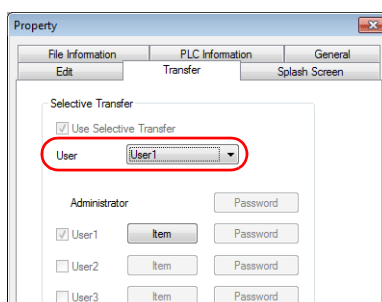 Property
File Information PLC Information General
Edit Transfer Splash Screen
Selective Transfer
Use Selective Transfer
User User1
Administrator Password
User1 Item Password
User2 Item Password
User3 Item Password